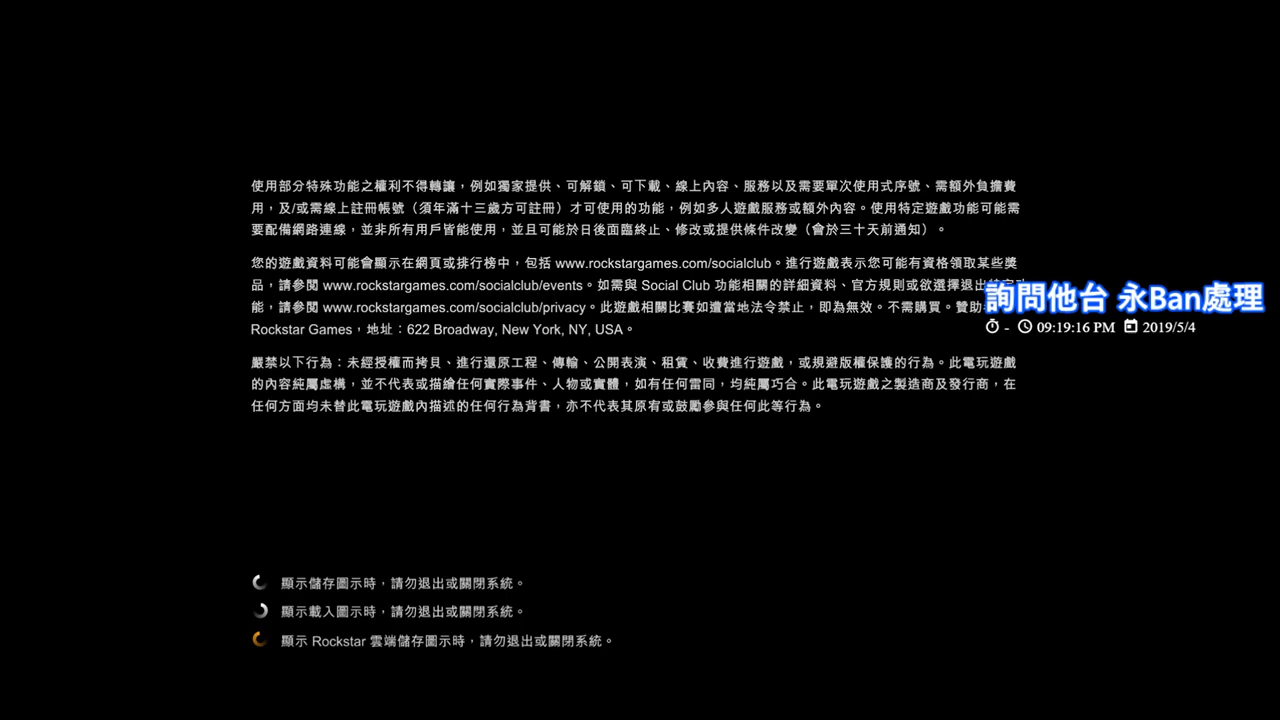 使用部分特殊功能之權利不得轉讓，例如獨家提供、可解鎖、可下載、線上內容、服務以及需要單次使用式序號、需額外負擔費
用，及/或需線上註冊帳號（須年滿十三歲方可註冊）才可使用的功能，例如多人遊戲服務或額外內容。使用特定遊戲功能可能需
要配備網路連線，並非所有用戶皆能使用，並且可能於日後面臨終止、修改或提供條件改變（會於三十天前通知）。
您的遊戲資料可能會顯示在網頁或排行榜中，包括 www.rockstargames.com/socialclub。進行遊戲表示您可能有資格領取某些獎
品，請參閱 www.rockstargames.com/socialclub/events。如需與 Social Club 功能相關的詳細資料、官方規則或欲選擇退出
能，請參閱 www.rockstargames.com/socialclub/privacy。此遊戲相關比賽如遭當地法令禁止，即為無效。不需購買。贊助
詢問他台 永Ban處理
Rockstar Games，地址：622 Broadway, New York, NY, USA。
- 09:19:16 PM 2019/5/4
嚴禁以下行為：未經授權而拷貝、進行還原工程、傳輸、公開表演、租賃、收費進行遊戲，或規避版權保護的行為。此電玩遊戲
的內容純屬虛構，並不代表或描繪任何實際事件、人物或實體，如有任何雷同，均純屬巧合。此電玩遊戲之製造商及發行商，在
任何方面均未替此電玩遊戲內描述的任何行為背書，亦不代表其原宥或鼓勵參與任何此等行為。
顯示儲存圖示時，請勿退出或關閉系統。
顯示載入圖示時，請勿退出或關閉系統。
顯示 Rockstar 雲端儲存圖示時，請勿退出或關閉系統。